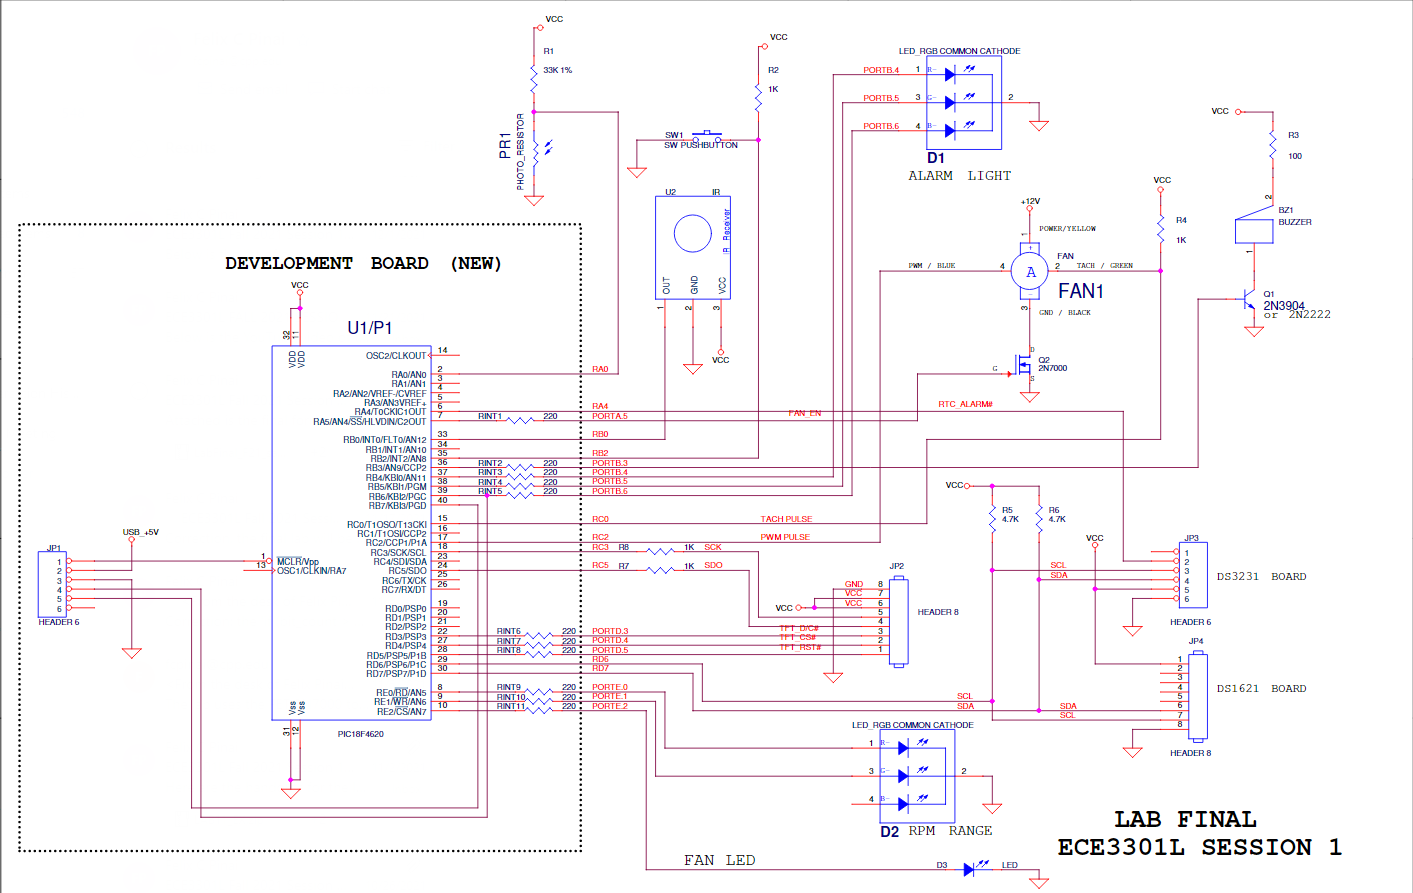 VCC
R1
33K 1%
PR1
PHOTO_RESISTOR
VCC
R2
1K
SW1
SW PUSHBUTTON
U2
IR
IR Receiver
OUT
GND
VCC
1
2
3
VCC
LED_RGB COMMON CATHODE
PORTB.4
1
R-
PORTB.5
3
G-
2
PORTB.6
4
B-
D1
ALARM LIGHT
+12V
POWER/YELLOW
1
+
FAN
PWM / BLUE
4
A
2
TACH / GREEN
FAN1
-
3
GND / BLACK
D
G
S
Q2
2N7000
VCC
R4
1K
VCC
R3
100
2
BZ1
BUZZER
1
Q1
2N3904
or 2N2222
DEVELOPMENT BOARD (NEW)
VCC
U1/P1
32
11
VDD
VDD
OSC2/CLKOUT 14
RA0/AN0 2 RA0
RA1/AN1 3
RA2/AN2/VREF-/CVREF 4
RA3/AN3VREF+ 5
RA4/T0CKIC1OUT 6 RA4 RTC_ALARM#
RA5/AN4/SS/HLVDIN/C2OUT 7 RINT1 220 PORTA.5 FAN_EN
RB0/INT0/FLT0/AN12 33 RB0
RB1/INT1/AN10 34
RB2/INT2/AN8 35 RB2
RB3/AN9/CCP2 36 RINT2 220 PORTB.3
RB4/KBI0/AN11 37 RINT3 220 PORTB.4
RB5/KBI1/PGM 38 RINT4 220 PORTB.5
RB6/KBI2/PGC 39 RINT5 220 PORTB.6
RB7/KBI3/PGD 40
RC0/T1OSO/T13CKI 15 RC0 TACH PULSE
RC1/T1OSI/CCP2 16
RC2/CCP1/P1A 17 RC2 PWM PULSE
RC3/SCK/SCL 18 RC3 R8 1K SCK
RC4/SDI/SDA 23
RC5/SDO 24 RC5 R7 1K SDO
RC6/TX/CK 25
RC7/RX/DT 26
RD0/PSP0 19
RD1/PSP1 20
RD2/PSP2 21
RD3/PSP3 22 RINT6 220 PORTD.3
RD4/PSP4 27 RINT7 220 PORTD.4
RD5/PSP5/P1B 28 RINT8 220 PORTD.5
RD6/PSP6/P1C 29 RD6
RD7/PSP7/P1D 30 RD7
RE0/RD/AN5 8 RINT9 220 PORTE.0
RE1/WR/AN6 9 RINT10 220 PORTE.1
RE2/CS/AN7 10 RINT11 220 PORTE.2
1 MCLR/Vpp
13 OSC1/CLKIN/RA7
Vss
Vss
31
12
PIC18F4620
USB_+5V
JP1
1
2
3
4
5
6
HEADER 6
JP2
GND 8
VCC 7
VCC
VCC 6
5
4
TFT_D/C# 3
TFT_CS# 2
TFT_RST# 1
HEADER 8
VCC
R5
4.7K
R6
4.7K
VCC
JP3
1
2
SCL 3
SDA 4
5
6
DS3231 BOARD
HEADER 6
JP4
1
2
3
4
5
SCL
SDA
SDA 6
SCL 7
8
DS1621 BOARD
HEADER 8
LED_RGB COMMON CATHODE
1
R-
3
G-
2
4
B-
D2 RPM RANGE
FAN LED
D3
LED
LAB FINAL
ECE3301L SESSION 1